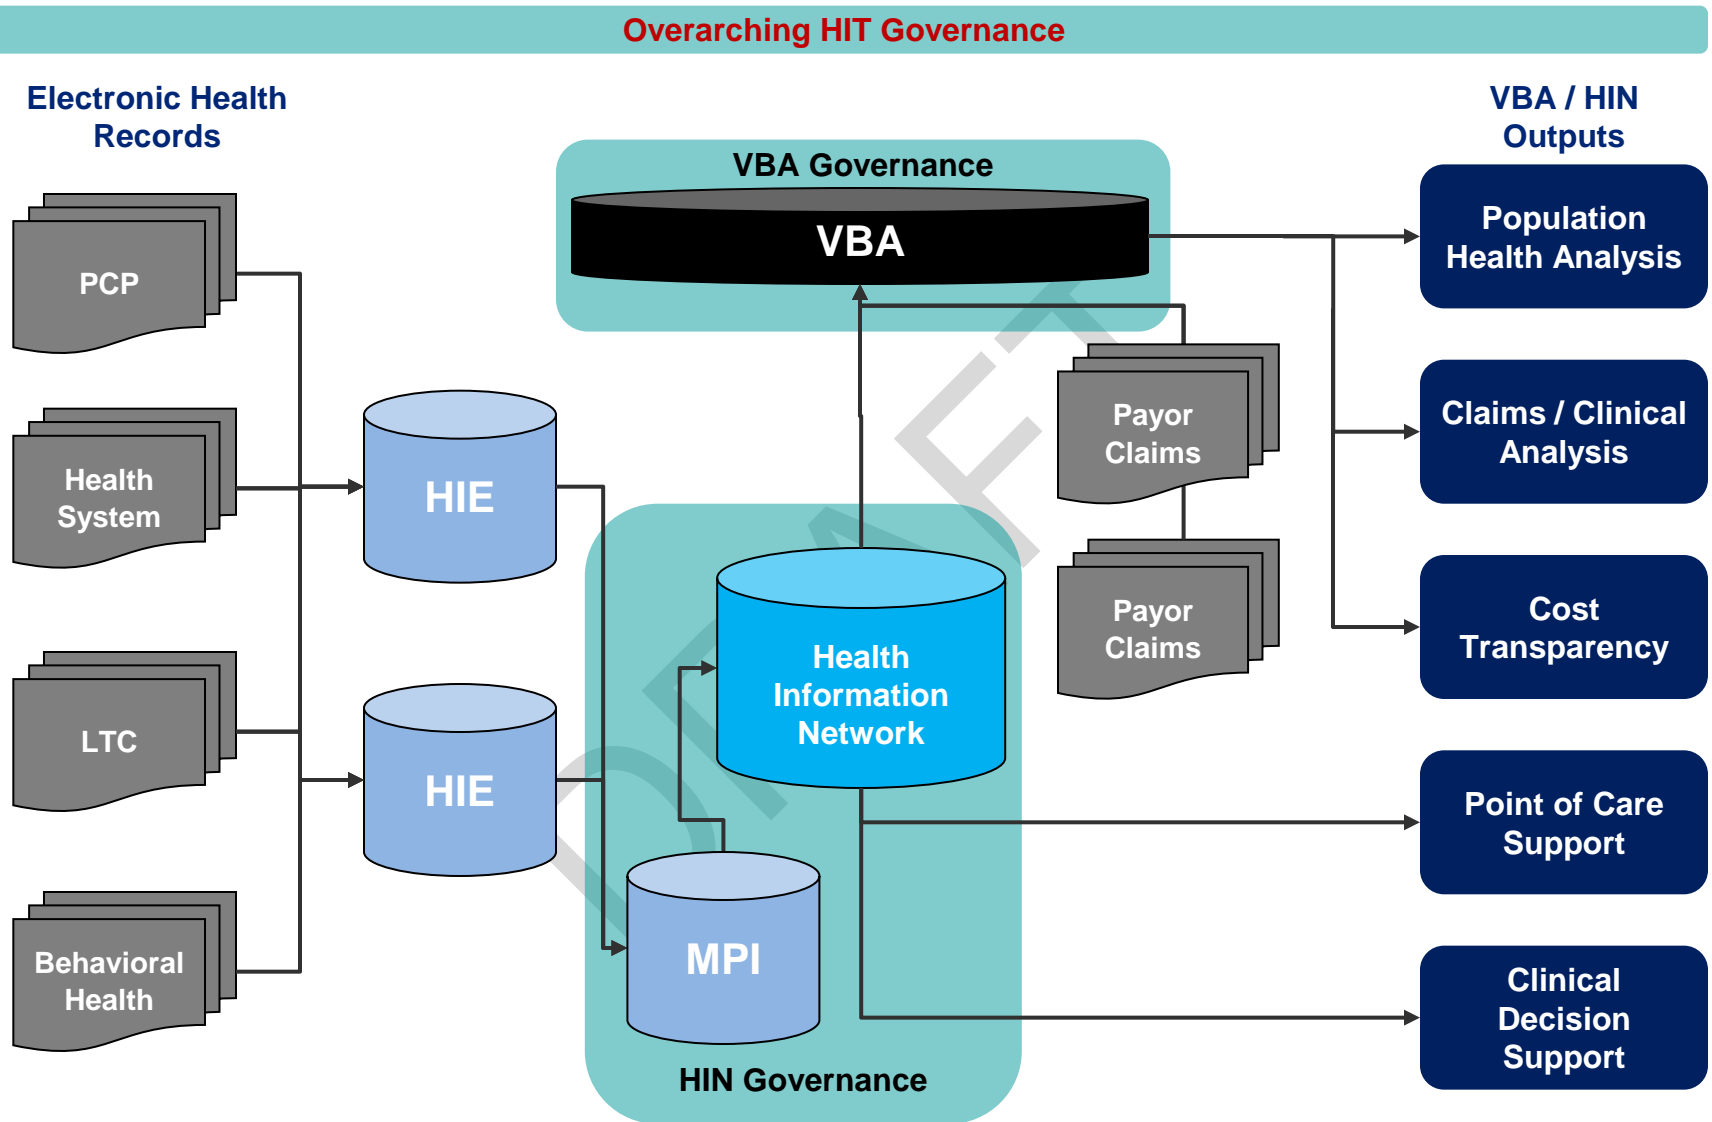 Overarching HIT Governance
Electronic Health
Records
VBA / HIN
Outputs
VBA Governance
VBA
PCP
Health
System
LTC
Behavioral
Health
HIE
HIE
MPI
Health
Information
Network
HIN Governance
Payor
Claims
Payor
Claims
Population
Health Analysis
Claims / Clinical
Analysis
Cost
Transparency
Point of Care
Support
Clinical
Decision
Support
DRAFT